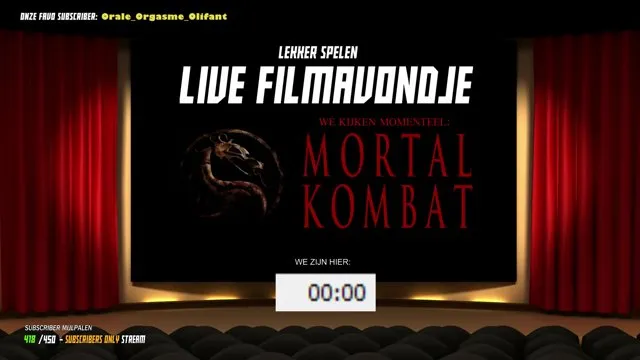 ONZE FAVO SUBSCRIBER: Orale_Orgasme_Olifant
LEKKER SPELEN
LIVE FILMAVONDJE
WE KIJKEN MOMENTEEL:
MORTAL
KOMBAT
WE ZIJN HIER:
00:00
SUBSCRIBER MIJLPALEN
418 /450 - SUBSCRIBERS ONLY STREAM